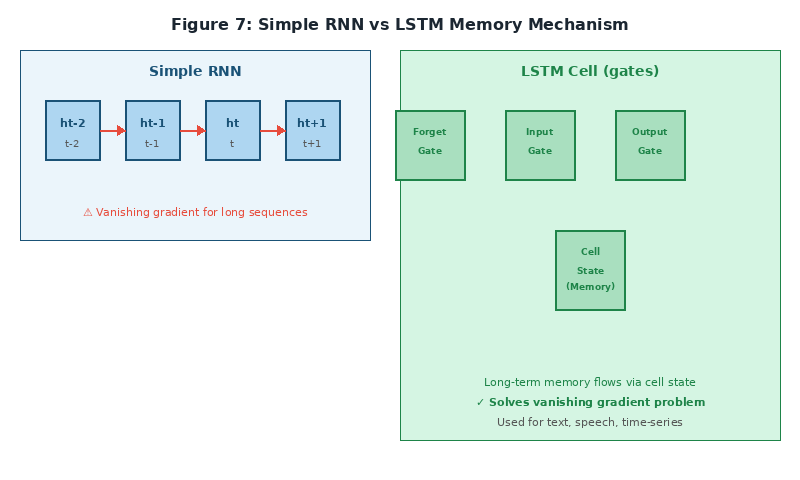 Figure 7: Simple RNN vs LSTM Memory Mechanism
Simple RNN
ht-2
t-2
ht-1
t-1
ht
t
ht+1
t+1
⚠ Vanishing gradient for long sequences
LSTM Cell (gates)
Forget
Gate
Input
Gate
Output
Gate
Cell
State
(Memory)
Long-term memory flows via cell state
✓ Solves vanishing gradient problem
Used for text, speech, time-series